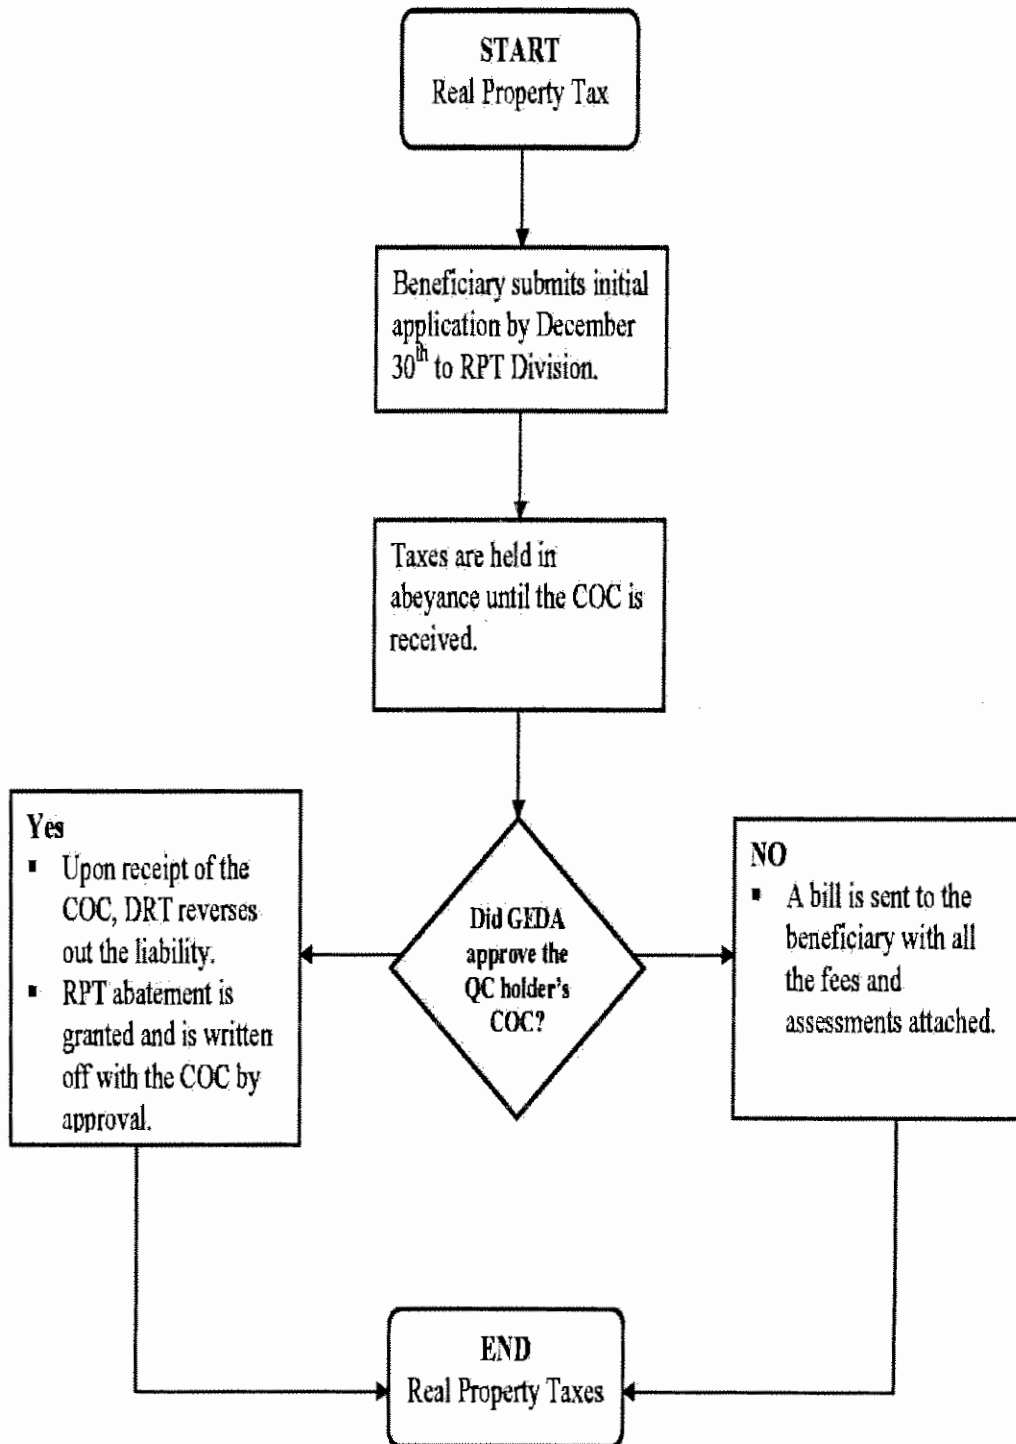 START
Real Property Tax
Beneficiary submits initial
application by December
30th to RPT Division.
Taxes are held in
abeyance until the COC is
received.
Yes
▪ Upon receipt of the
COC, DRT reverses
out the liability.
▪ RPT abatement is
granted and is written
off with the COC by
approval.
Did GEDA
approve the
QC holder's
COC?
NO
▪ A bill is sent to the
beneficiary with all
the fees and
assessments attached.
END
Real Property Taxes